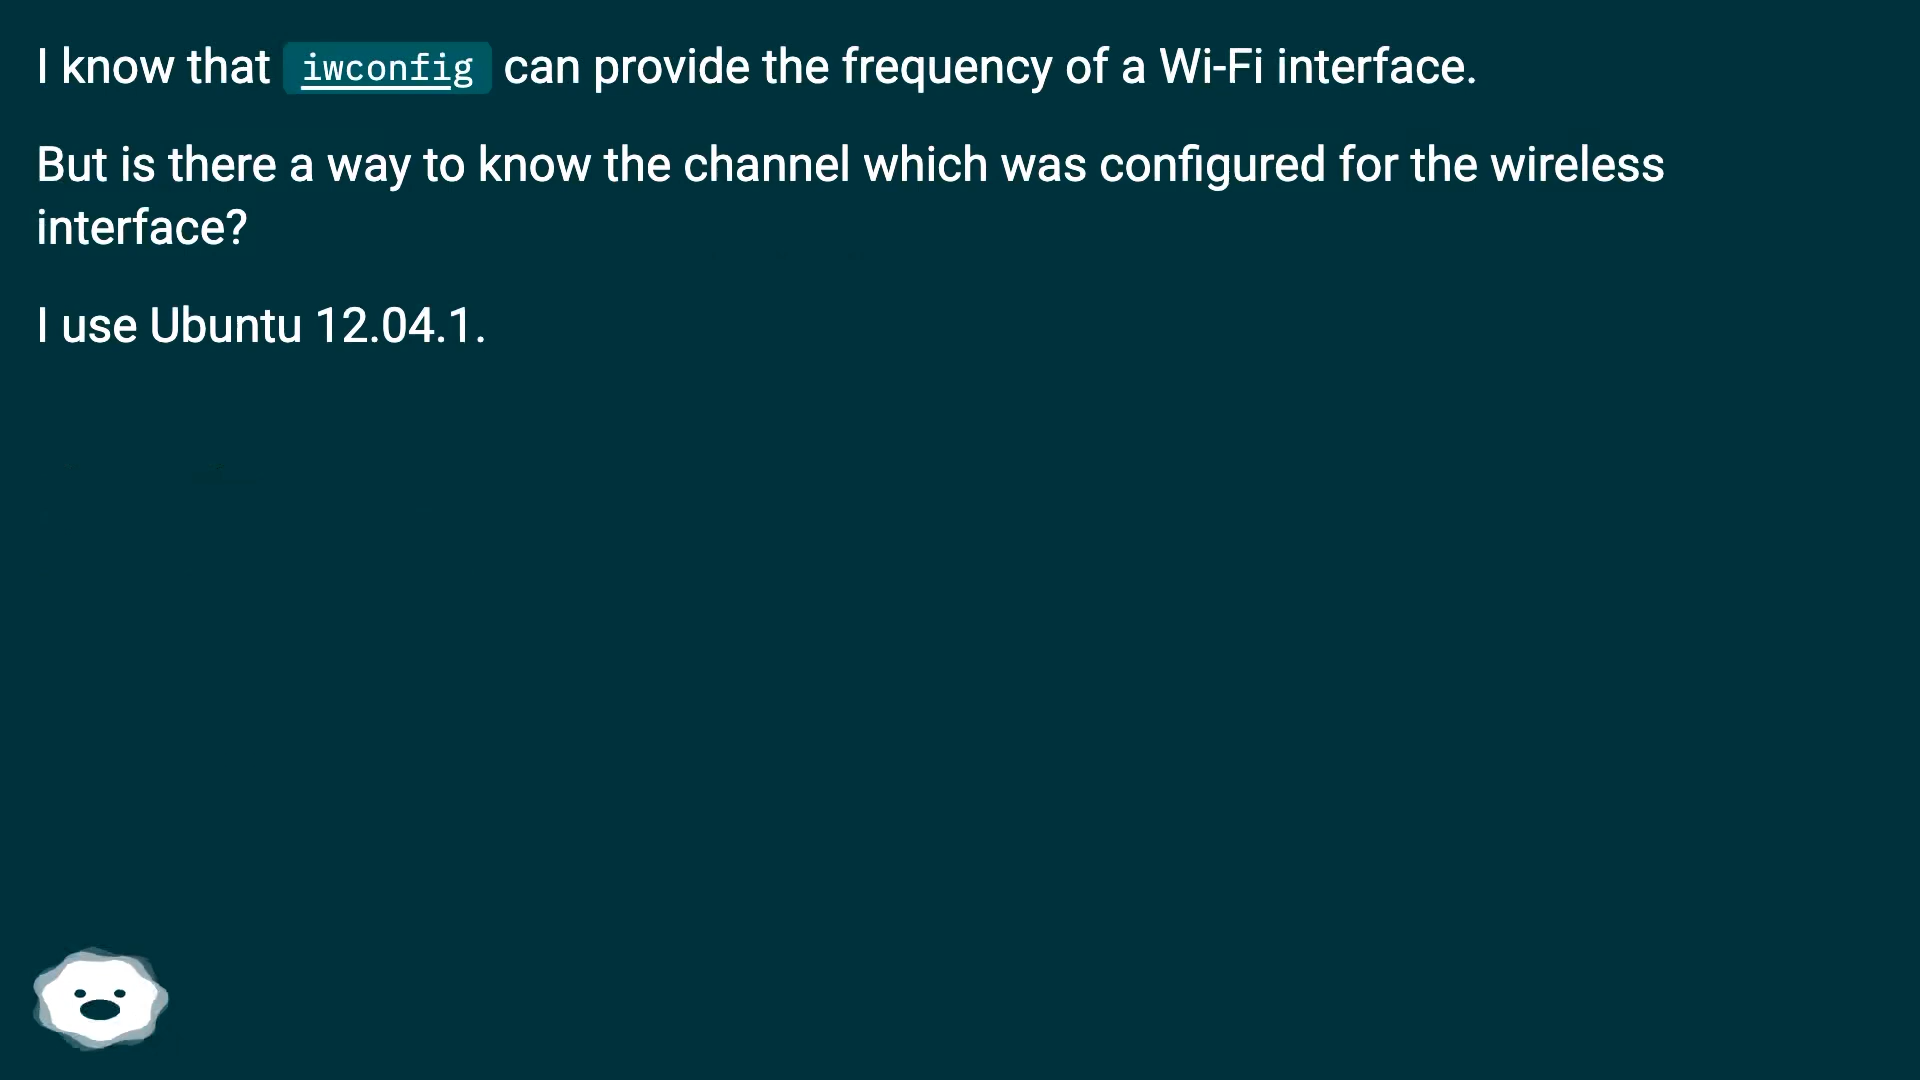 I know that iwconfig can provide the frequency of a Wi-Fi interface.
But is there a way to know the channel which was configured for the wireless
interface?
I use Ubuntu 12.04.1.